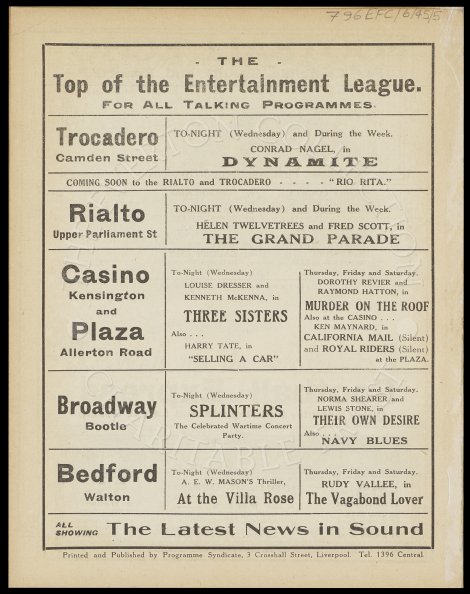 796EFC/6/45/5
- THE -
Top of the Entertainment League.
FOR ALL TALKING PROGRAMMES.
Trocadero
Camden Street
TO-NIGHT (Wednesday) and During the Week.
CONRAD NAGEL, in
DYNAMITE
COMING SOON to the RIALTO and TROCADERO - - - - "RIO RITA."
Rialto
Upper Parliament St
TO-NIGHT (Wednesday) and During the Week.
HELEN TWELVETREES and FRED SCOTT, in
THE GRAND PARADE
Casino
Kensington
and
Plaza
Allerton Road
To-Night (Wednesday)
LOUISE DRESSER and
KENNETH McKENNA, in
THREE SISTERS
Also ...
HARRY TATE, in
"SELLING A CAR"
Thursday, Friday and Saturday.
DOROTHY REVIER and
RAYMOND HATTON, in
MURDER ON THE ROOF
Also at the CASINO ...
KEN MAYNARD, in
CALIFORNIA MAIL (Silent)
and ROYAL RIDERS (Silent)
at the PLAZA.
Broadway
Bootle
To-Night (Wednesday)
SPLINTERS
The Celebrated Wartime Concert
Party.
Thursday, Friday and Saturday.
NORMA SHEARER and
LEWIS STONE, in
THEIR OWN DESIRE
Also ...
NAVY BLUES
Bedford
Walton
To-Night (Wednesday)
A. E. W. MASON'S Thriller,
At the Villa Rose
Thursday, Friday and Saturday.
RUDY VALLEE, in
The Vagabond Lover
ALL
SHOWING
The Latest News in Sound
Printed and Published by Programme Syndicate, 3 Crosshall Street, Liverpool. Tel. 1396 Central.